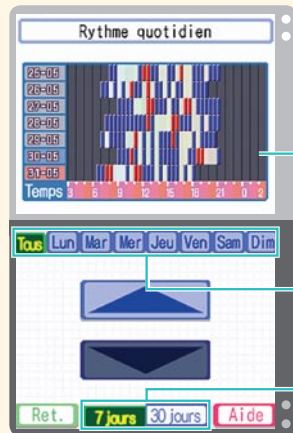 Rythme quotidien
25-05
26-05
27-05
28-05
29-05
30-05
31-05
Temps 3 6 9 12 15 18 21 0 2
Tous Lun Mar Mer Jeu Ven Sam Dim
Ret. 7 jours 30 jours Aide